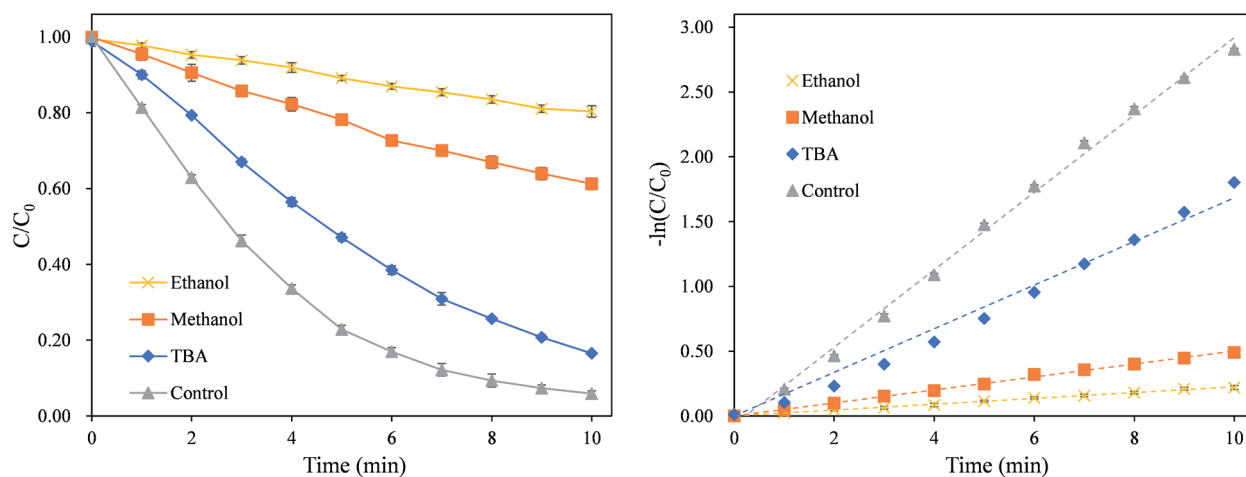 1.00
0.80
0.60
0.40
0.20
0.00
C/C0
Ethanol
Methanol
TBA
Control
0 2 4 6 8 10
Time (min)
3.00
2.50
2.00
1.50
1.00
0.50
0.00
-ln(C/C0)
Ethanol
Methanol
TBA
Control
0 2 4 6 8 10
Time (min)